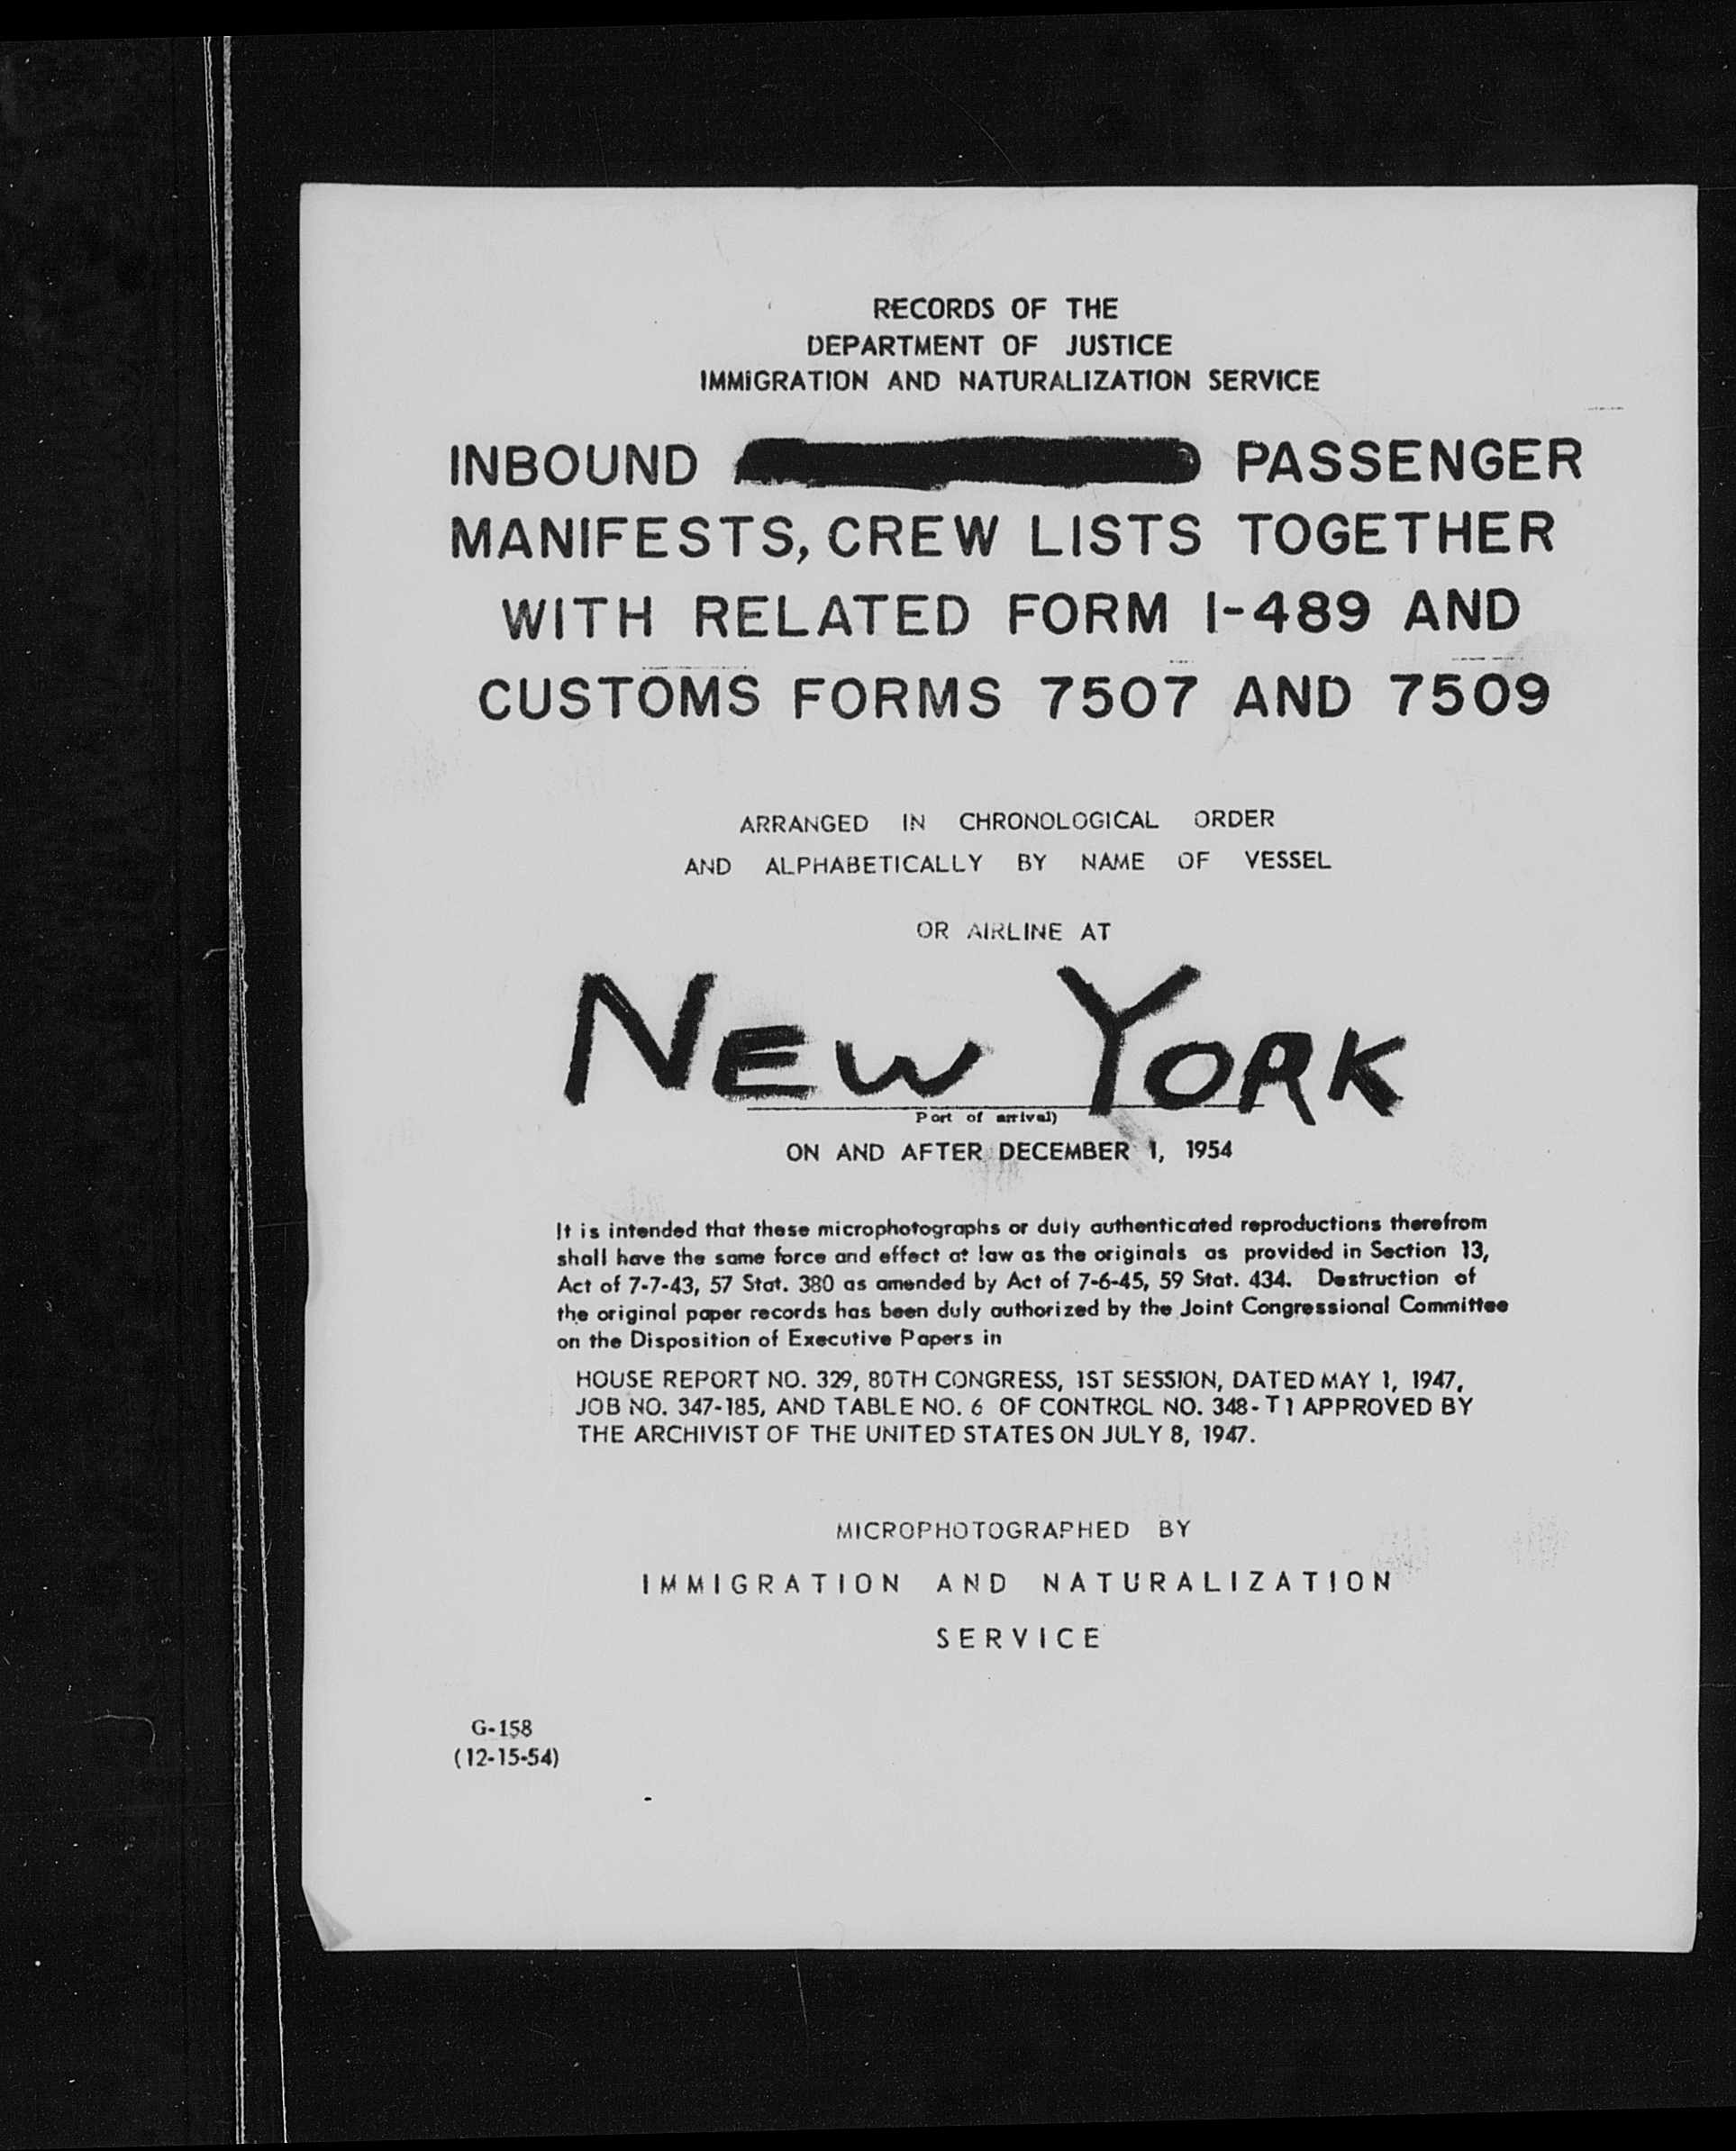 RECORDS OF THE
DEPARTMENT OF JUSTICE
IMMIGRATION AND NATURALIZATION SERVICE
INBOUND PASSENGER
MANIFESTS, CREW LISTS TOGETHER
WITH RELATED FORM I-489 AND
CUSTOMS FORMS 7507 AND 7509
ARRANGED IN CHRONOLOGICAL ORDER
AND ALPHABETICALLY BY NAME OF VESSEL
OR AIRLINE AT
NEW YORK
Port of arrival)
ON AND AFTER DECEMBER 1, 1954
It is intended that these microphotographs or duly authenticated reproductions therefrom
shall have the same force and effect at law as the originals as provided in Section 13,
Act of 7-7-43, 57 Stat. 380 as amended by Act of 7-6-45, 59 Stat. 434. Destruction of
the original paper records has been duly authorized by the Joint Congressional Committee
on the Disposition of Executive Papers in
HOUSE REPORT NO. 329, 80TH CONGRESS, 1ST SESSION, DATED MAY 1, 1947,
JOB NO. 347-185, AND TABLE NO. 6 OF CONTROL NO. 348-T1 APPROVED BY
THE ARCHIVIST OF THE UNITED STATES ON JULY 8, 1947.
MICROPHOTOGRAPHED BY
IMMIGRATION AND NATURALIZATION
SERVICE
G-158
(12-15-54)